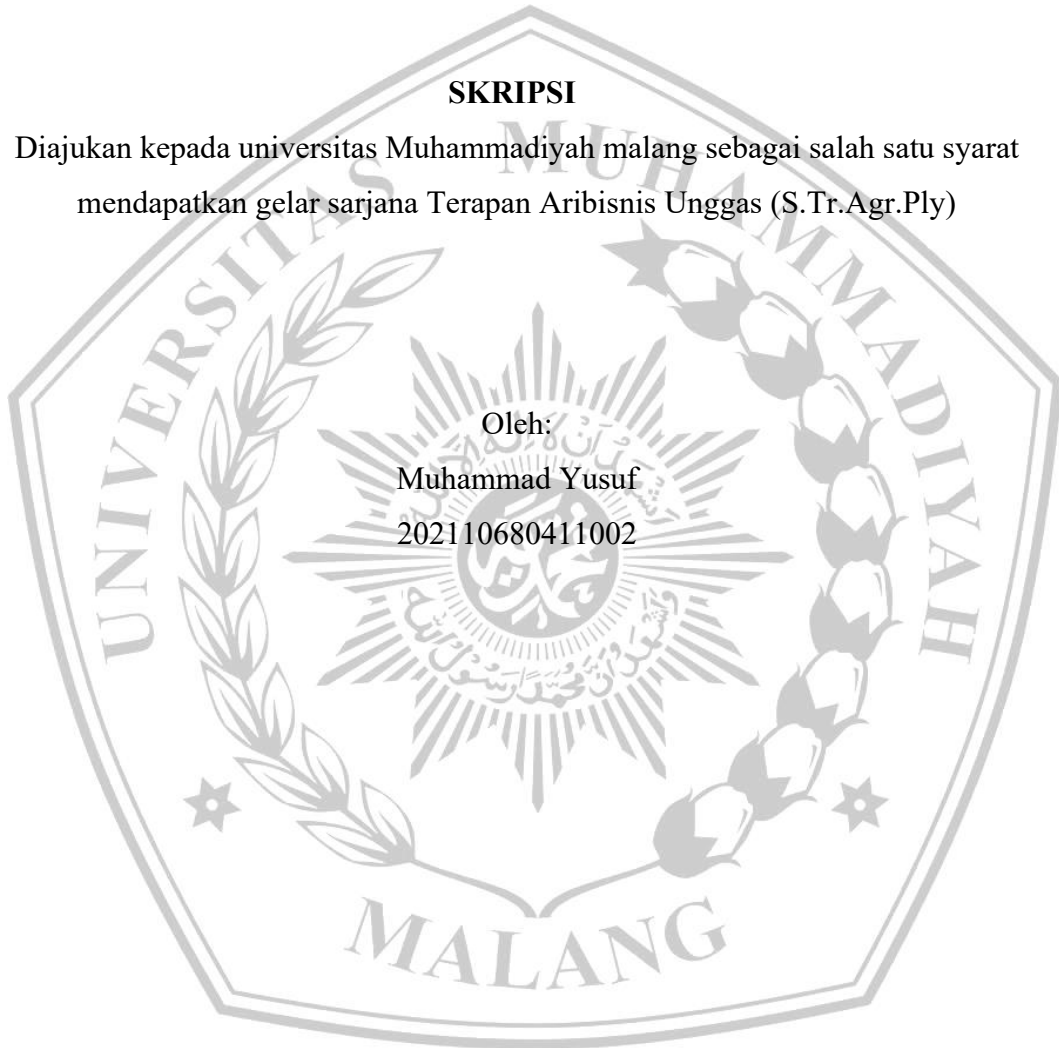 SKRIPSI
Diajukan kepada universitas Muhammadiyah malang sebagai salah satu syarat
mendapatkan gelar sarjana Terapan Aribisnis Unggas (S.Tr.Agr.Ply)
UNIVERSITAS MUHAMMADIYAH
Oleh:
Muhammad Yusuf
202110680411002
MALANG